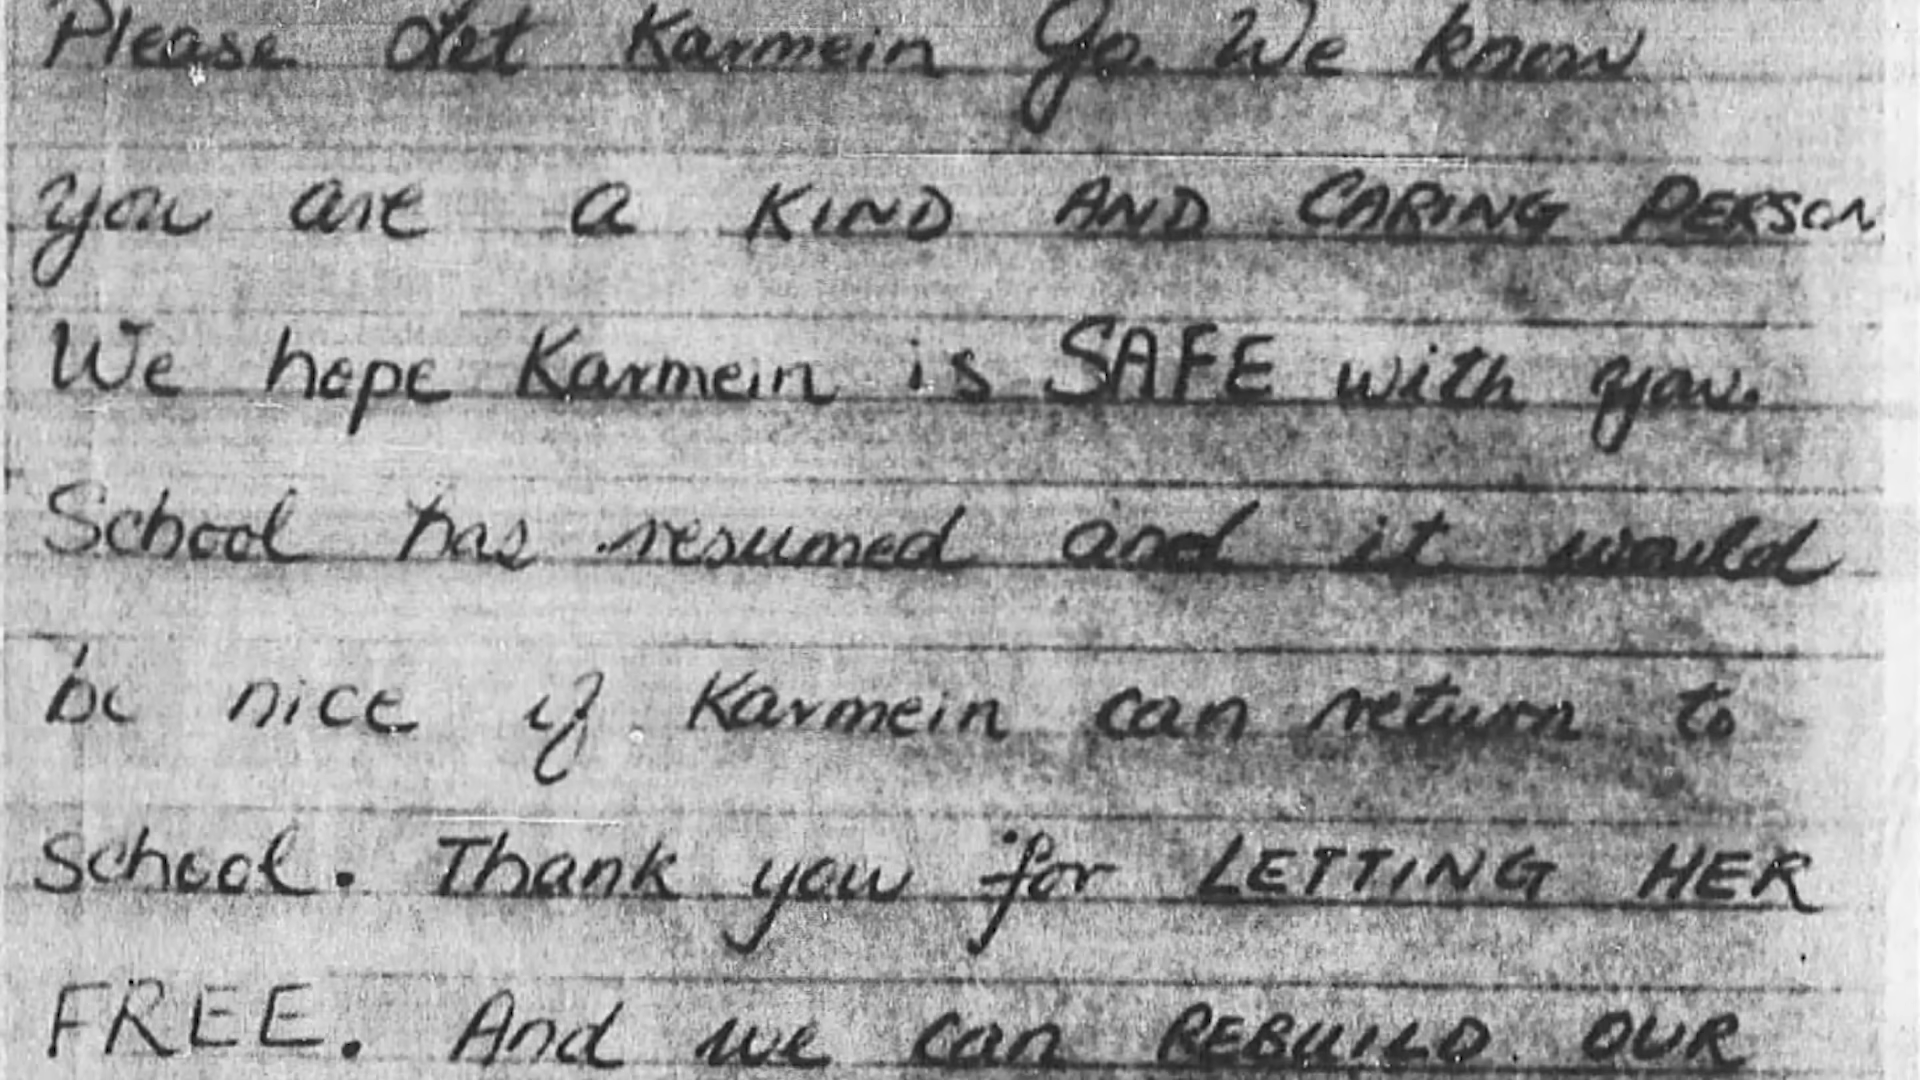 Please Let Karmein Go. We know
you are a KIND AND CARING PERSON
We hope Karmein is SAFE with you.
School has resumed and it would
be nice if Karmein can return to
School. Thank you for LETTING HER
FREE. And we can REBUILD OUR